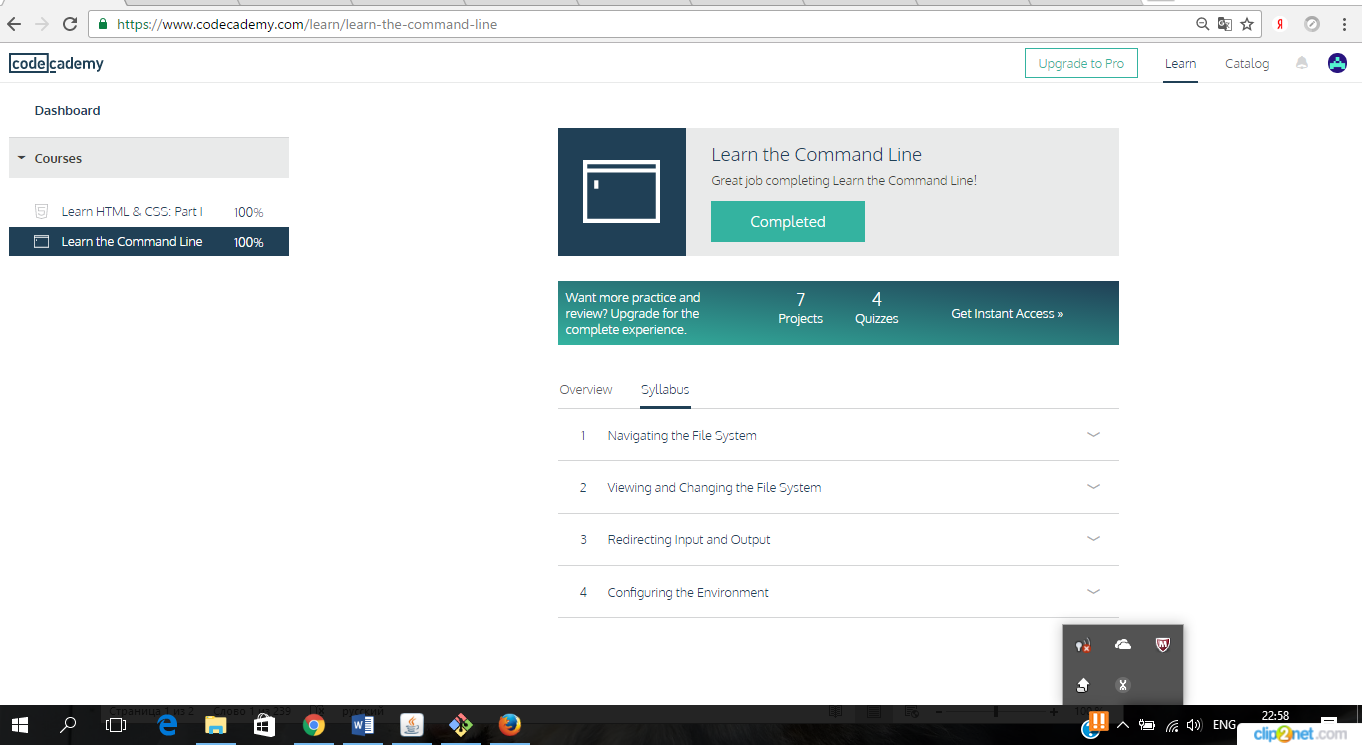 https://www.codecademy.com/learn/learn-the-command-line
codecademy
Upgrade to Pro
Learn
Catalog
Dashboard
Courses
Learn HTML & CSS: Part I 100%
Learn the Command Line 100%
Learn the Command Line
Great job completing Learn the Command Line!
Completed
Want more practice and
review? Upgrade for the
complete experience.
7
Projects
4
Quizzes
Get Instant Access »
Overview
Syllabus
1 Navigating the File System
2 Viewing and Changing the File System
3 Redirecting Input and Output
4 Configuring the Environment
Страница 1 из 2
русский
ENG
22:58
clip2net.com